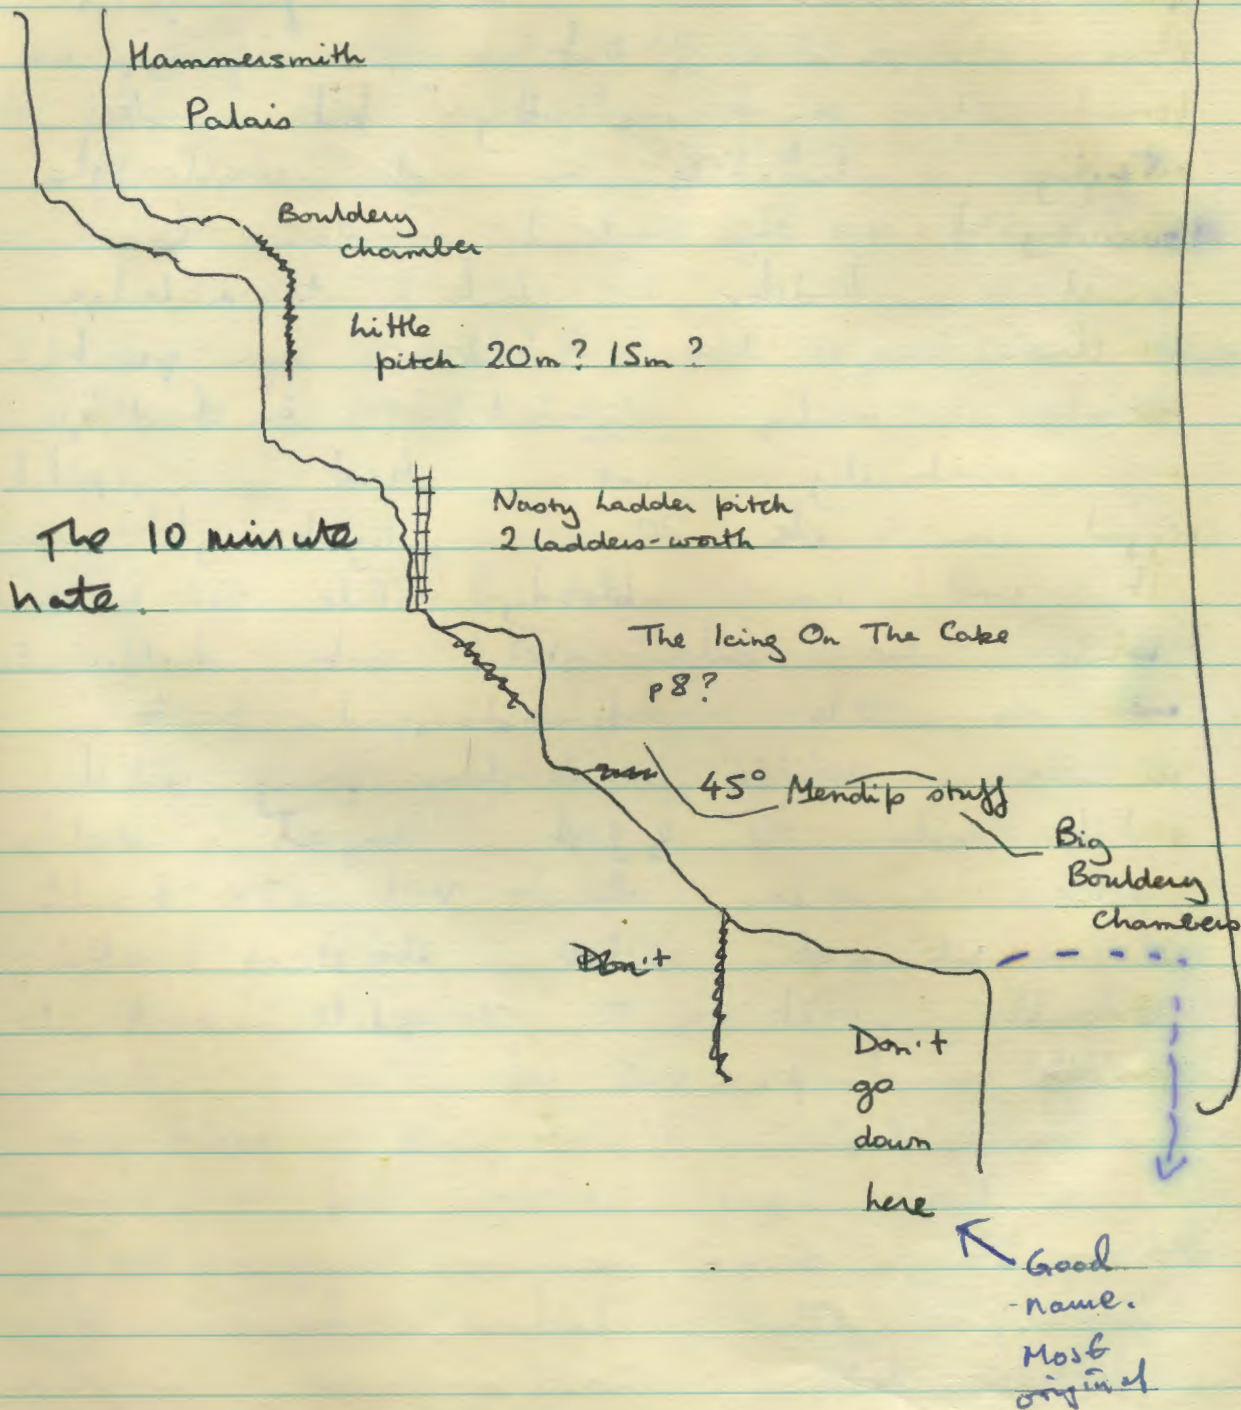 Hammersmith
Palais
Bouldery
chamber
Little
pitch 20m? 15m?
The 10 minute
hate.
Nasty Ladder pitch
2 ladders-worth
The Icing On The Cake
p8?
45° Mendip stuff
Big
Bouldery
Chambers
Don't
Don't
go
down
here
Good
name.
Most
original